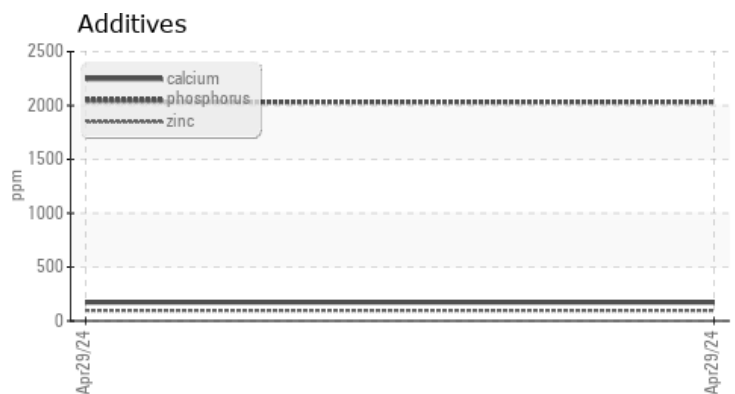 Additives
2500
2000
1500
1000
500
0
ppm
calcium
phosphorus
zinc
Apr29/24
Apr29/24